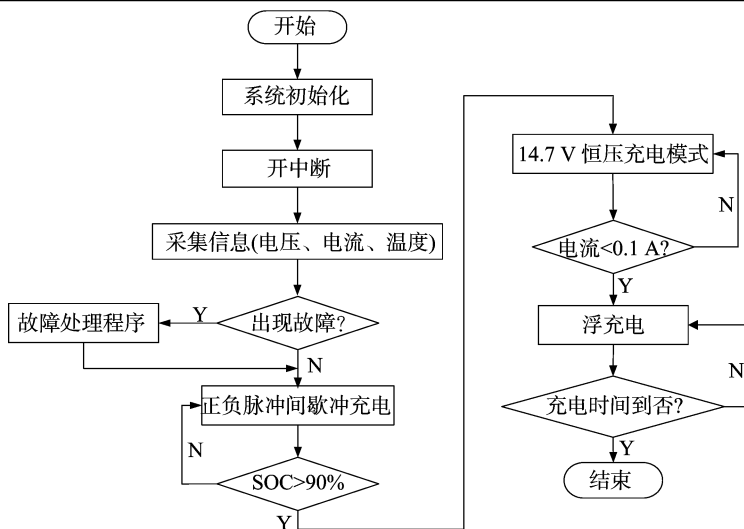 开始
系统初始化
开中断
采集信息(电压、电流、温度)
出现故障?
Y
故障处理程序
N
正负脉冲间歇冲充电
N
SOC>90%
Y
14.7 V 恒压充电模式
N
电流<0.1 A?
Y
浮充电
N
充电时间到否?
Y
结束